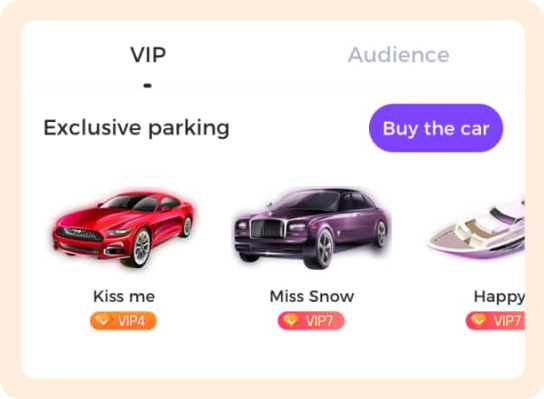 VIP
Audience
Exclusive parking
Buy the car
Kiss me
Miss Snow
Happy
VIP4
VIP7
VIP7